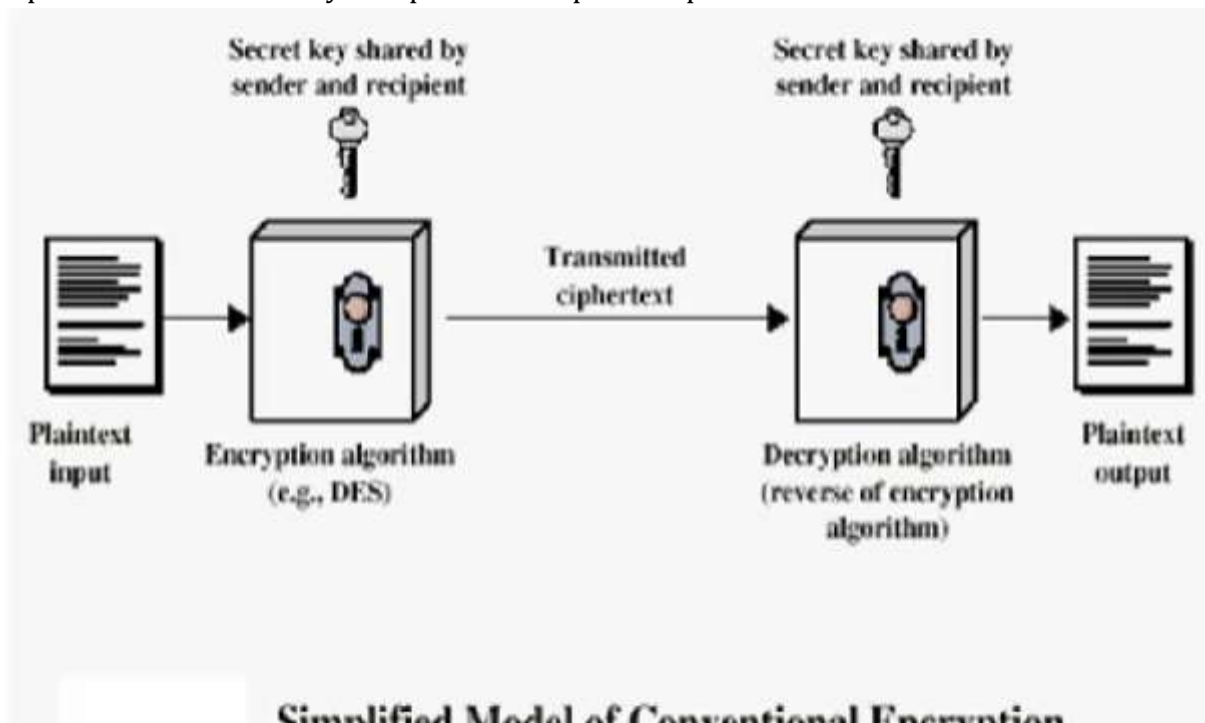 Secret key shared by
sender and recipient
Secret key shared by
sender and recipient
Transmitted
ciphertext
Plaintext
input
Encryption algorithm
(e.g., DES)
Decryption algorithm
(reverse of encryption
algorithm)
Plaintext
output
Simplified Model of Conventional Encryption